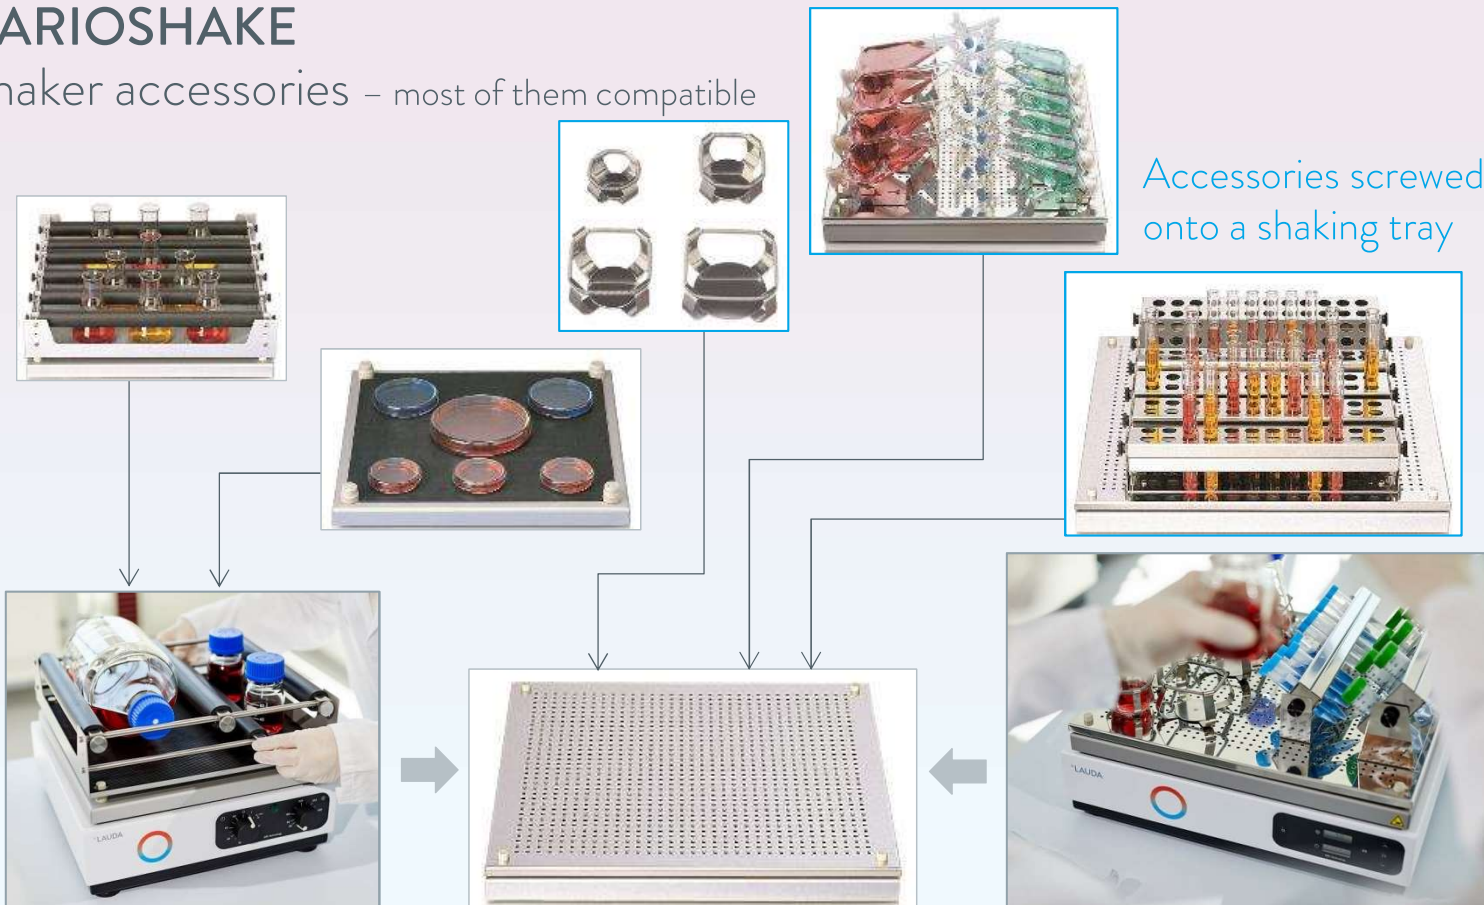 ARIOSHAKE
haker accessories – most of them compatible
Accessories screwed
onto a shaking tray
LAUDA
LAUDA